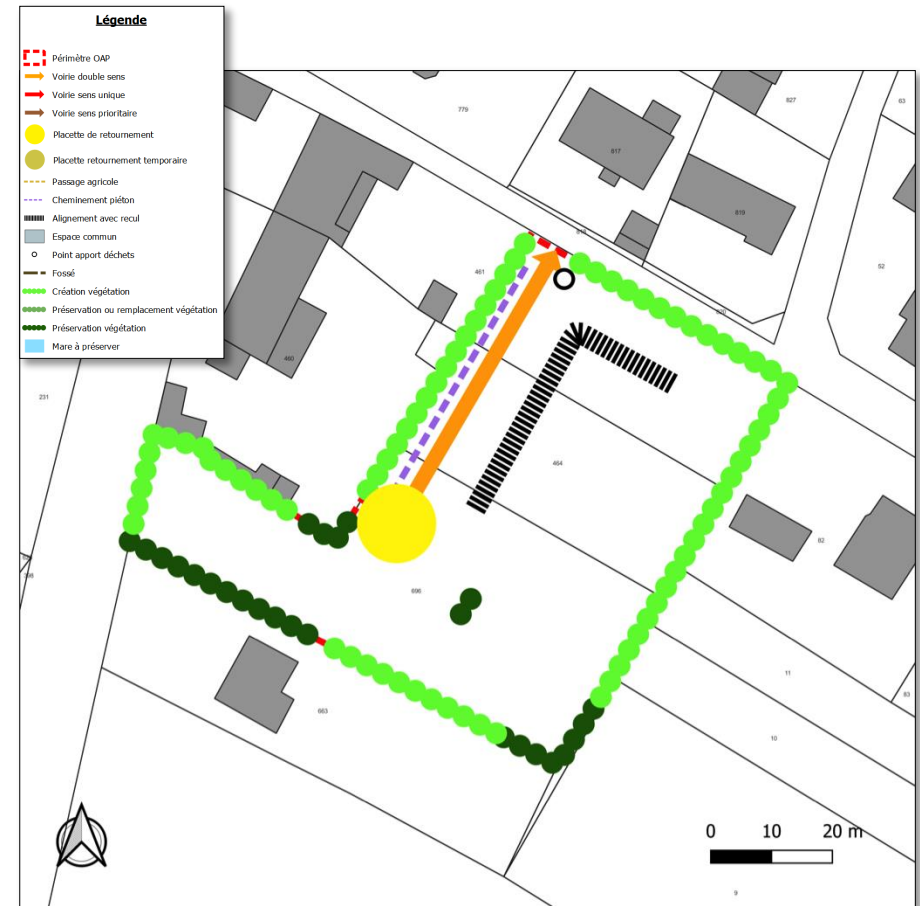 Légende
Périmètre OAP
Voirie double sens
Voirie sens unique
Voirie sens prioritaire
Placette de retournement
Placette retournement temporaire
Passage agricole
Cheminement piéton
Alignement avec recul
Espace commun
Point apport déchets
Fossé
Création végétation
Préservation ou remplacement végétation
Préservation végétation
Mare à préserver
779
827
63
617
819
52
461
460
231
464
82
696
11
663
83
10
9
0 10 20 m